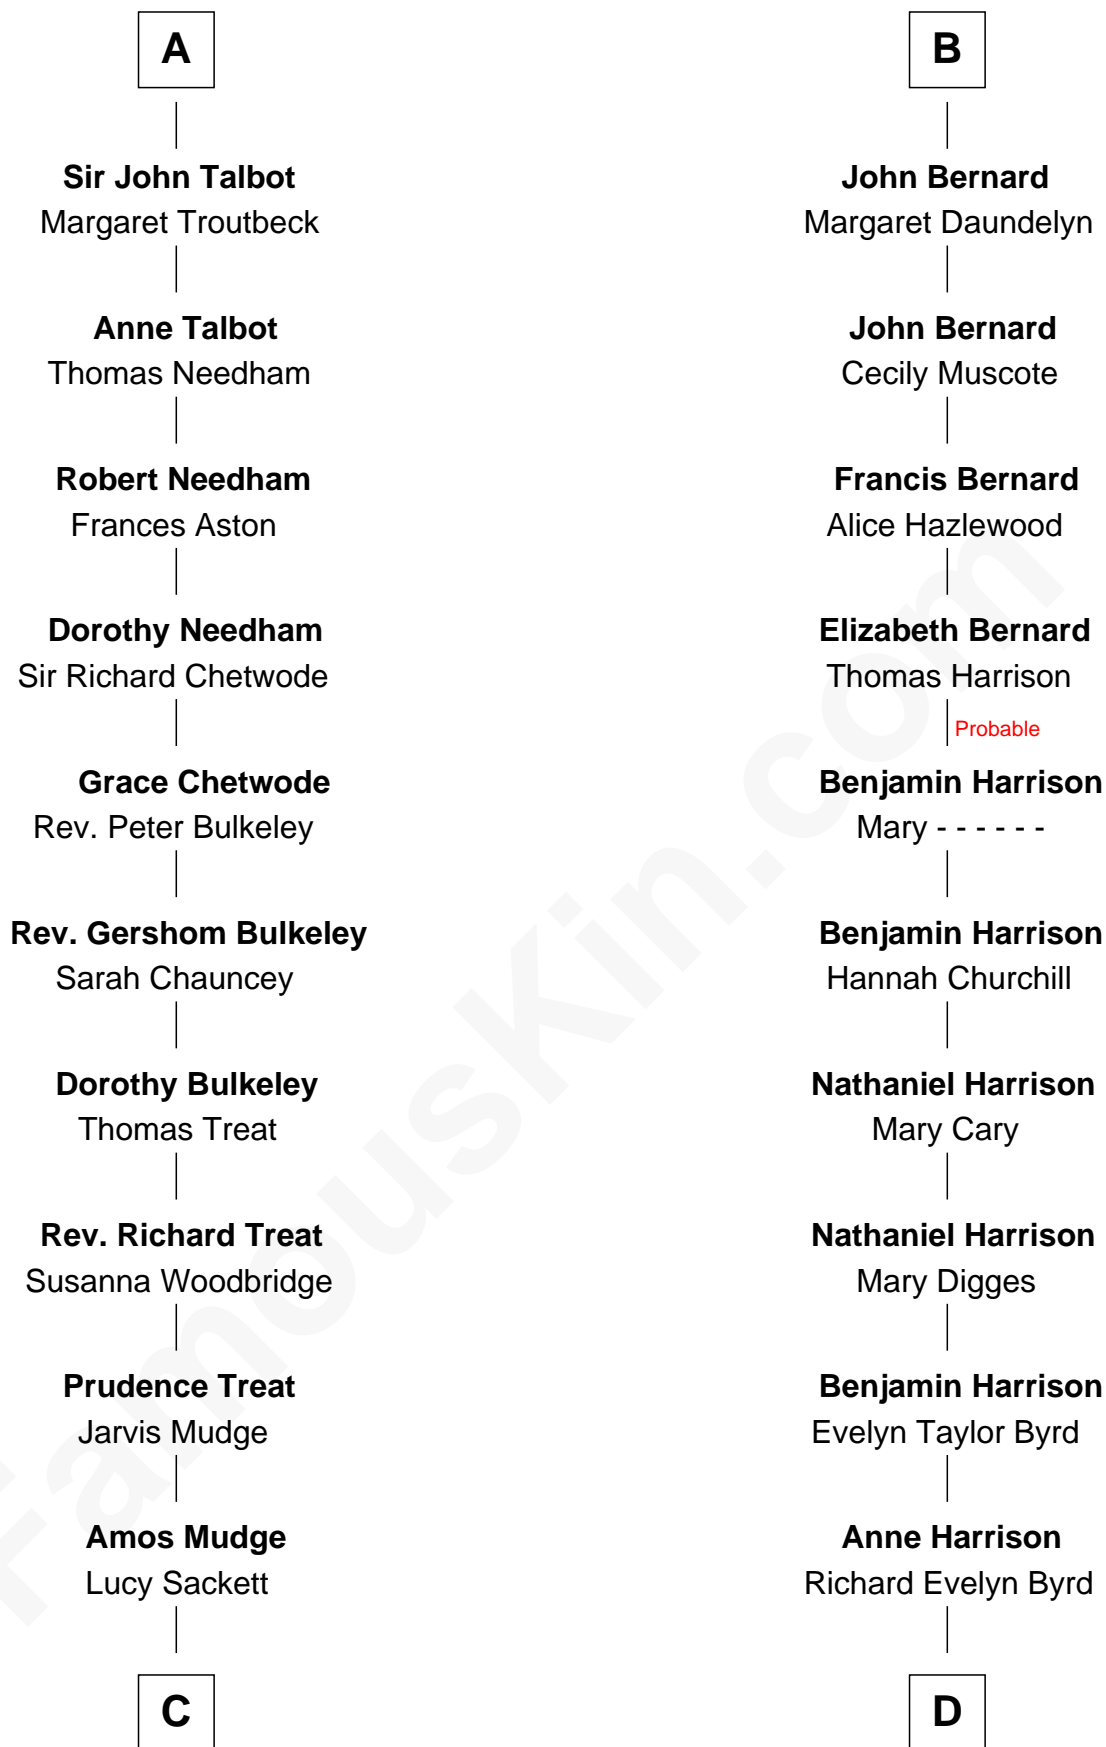 A
Sir John Talbot
Margaret Troutbeck
Anne Talbot
Thomas Needham
Robert Needham
Frances Aston
Dorothy Needham
Sir Richard Chetwode
Grace Chetwode
Rev. Peter Bulkeley
Rev. Gershom Bulkeley
Sarah Chauncey
Dorothy Bulkeley
Thomas Treat
Rev. Richard Treat
Susanna Woodbridge
Prudence Treat
Jarvis Mudge
Amos Mudge
Lucy Sackett
C
B
John Bernard
Margaret Daundelyn
John Bernard
Cecily Muscote
Francis Bernard
Alice Hazlewood
Elizabeth Bernard
Thomas Harrison
Probable
Benjamin Harrison
Mary - - - - - -
Benjamin Harrison
Hannah Churchill
Nathaniel Harrison
Mary Cary
Nathaniel Harrison
Mary Digges
Benjamin Harrison
Evelyn Taylor Byrd
Anne Harrison
Richard Evelyn Byrd
D
FamousKin.com